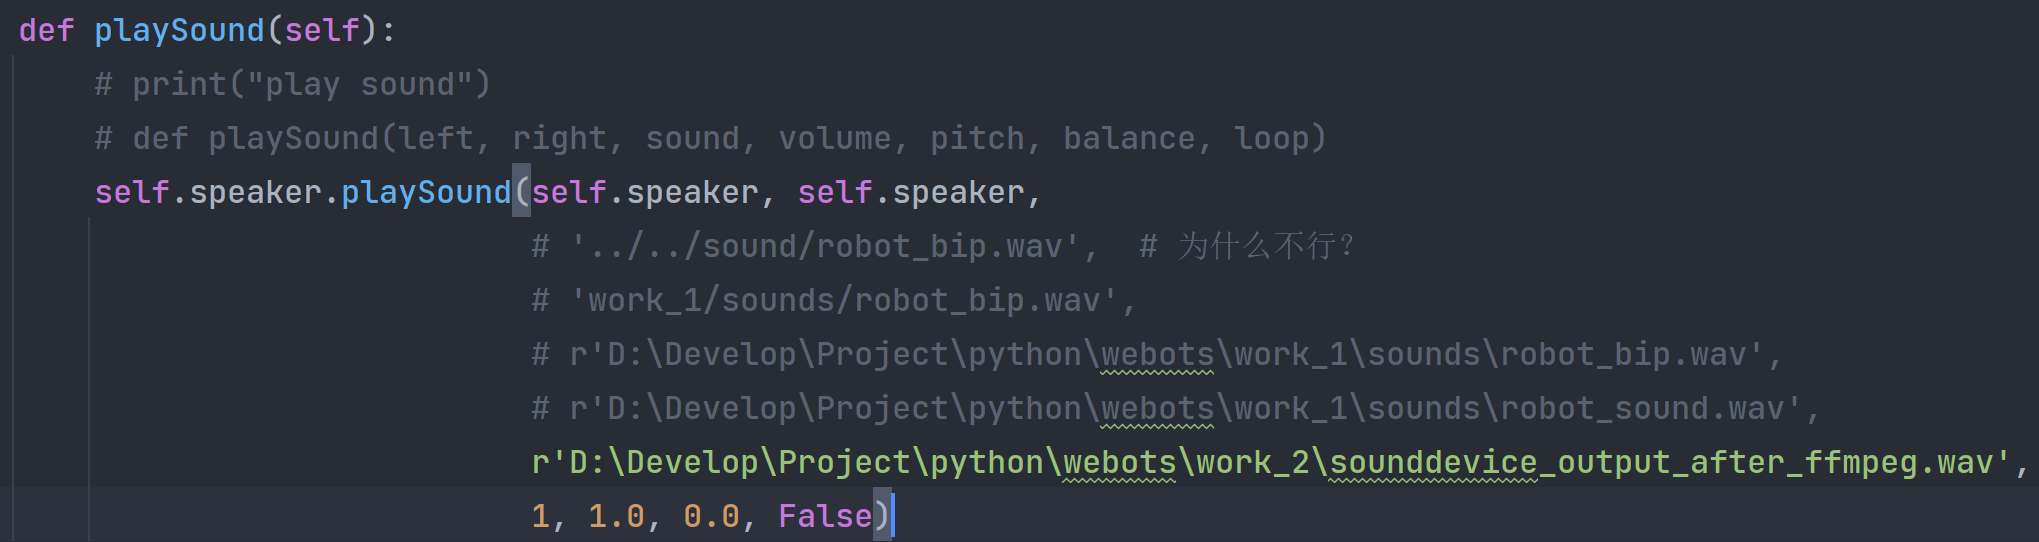 def playSound(self):
    # print("play sound")
    # def playSound(left, right, sound, volume, pitch, balance, loop)
    self.speaker.playSound(self.speaker, self.speaker,
                           # '../../sound/robot_bip.wav',  # 为什么不行?
                           # 'work_1/sounds/robot_bip.wav',
                           # r'D:\Develop\Project\python\webots\work_1\sounds\robot_bip.wav',
                           # r'D:\Develop\Project\python\webots\work_1\sounds\robot_sound.wav',
                           r'D:\Develop\Project\python\webots\work_2\sounddevice_output_after_ffmpeg.wav',
                           1, 1.0, 0.0, False)